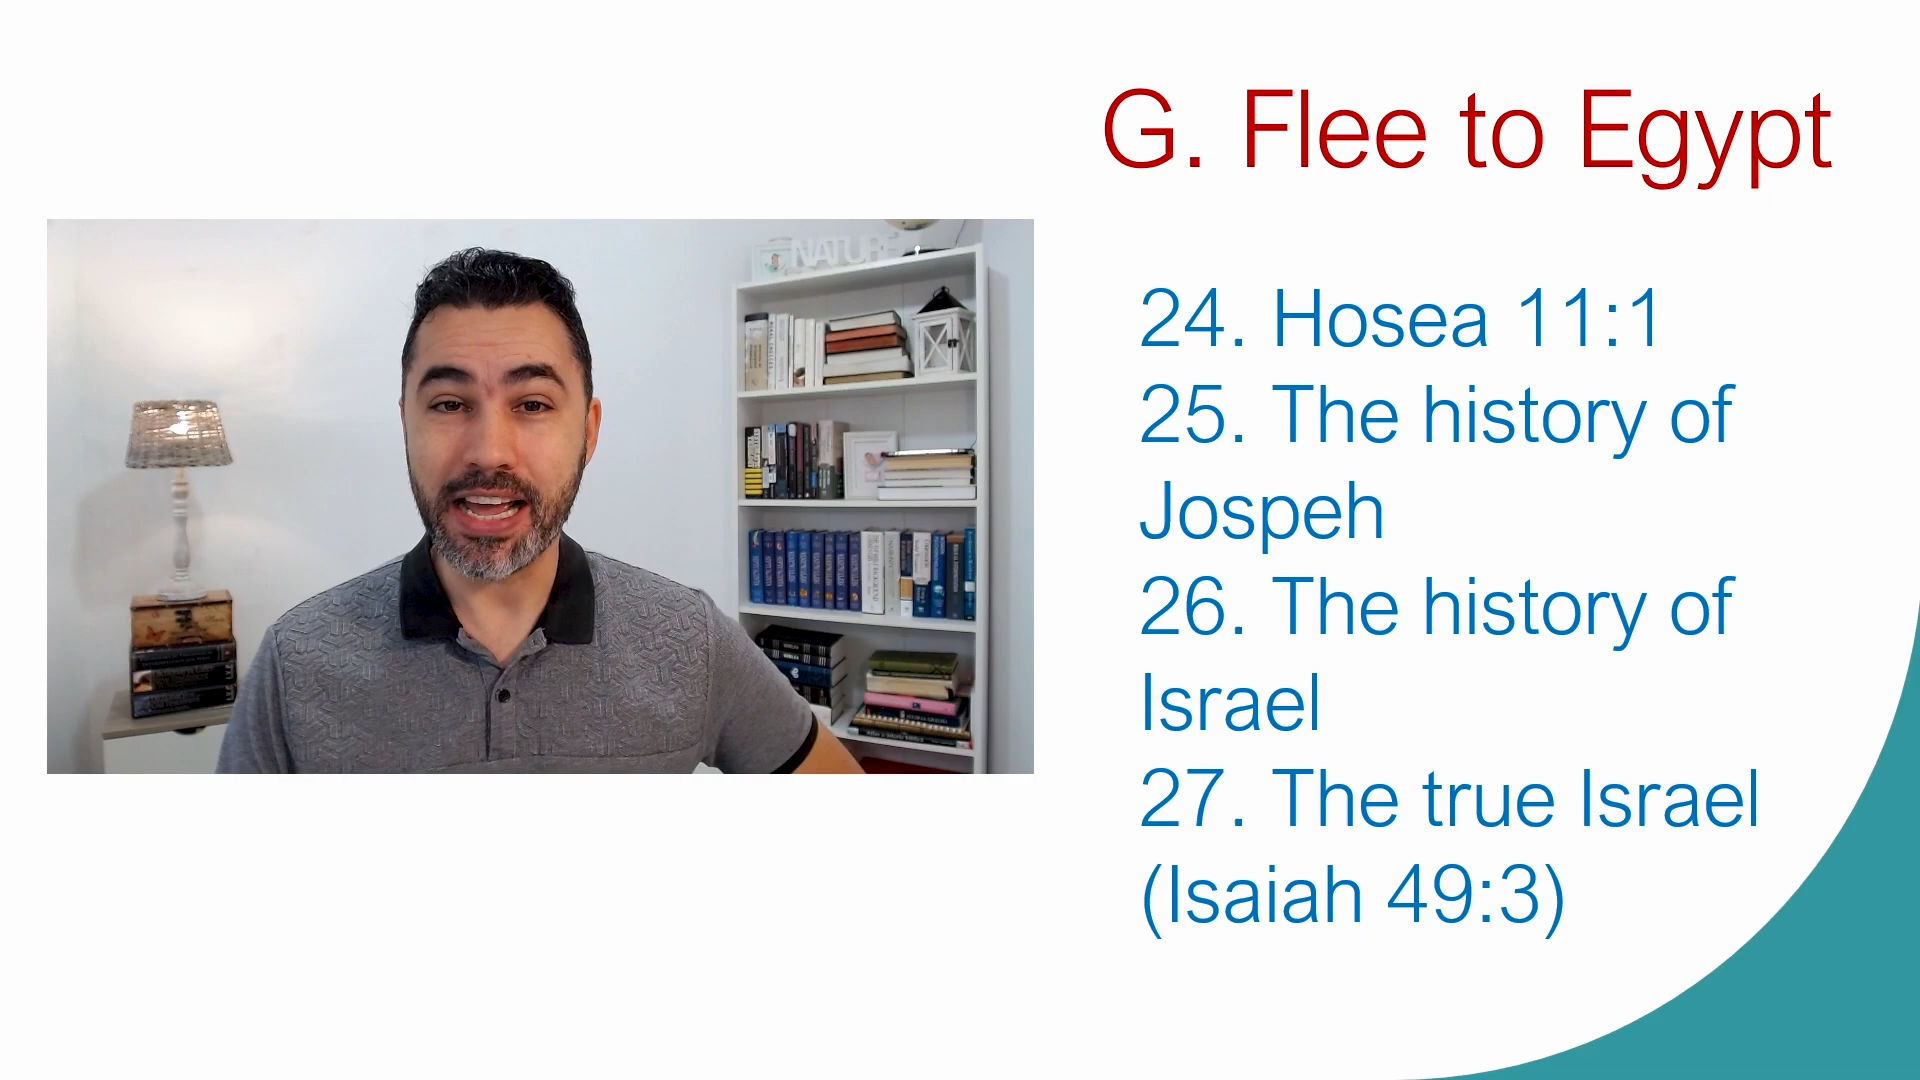 G. Flee to Egypt
24. Hosea 11:1
25. The history of
Jospeh
26. The history of
Israel
27. The true Israel
(Isaiah 49:3)
NATURE